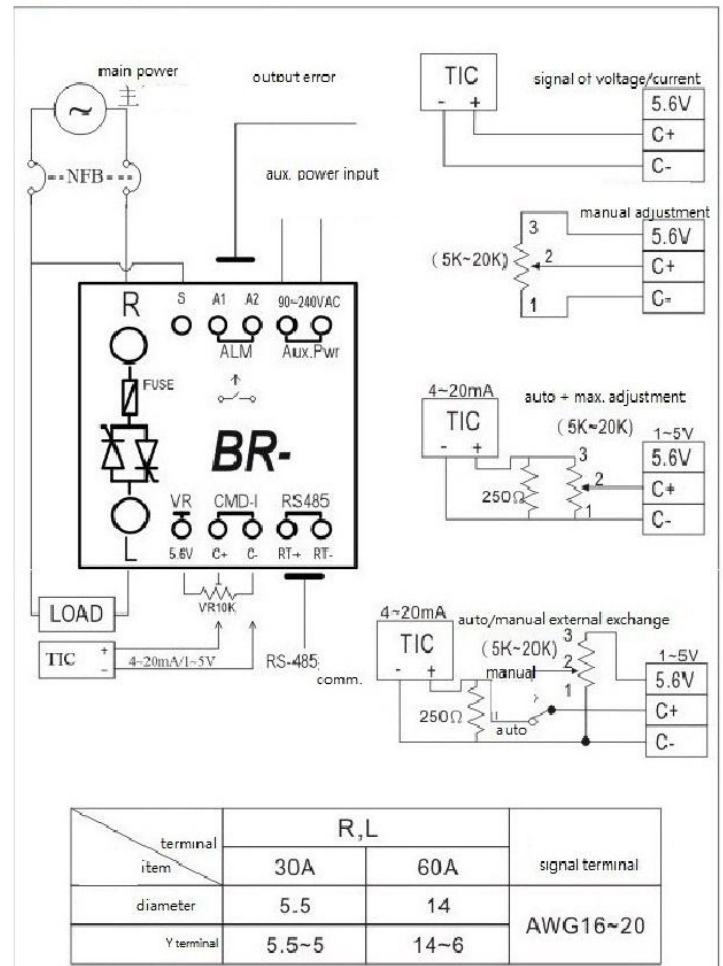 main power
主
output error
NFB
aux. power input
R
S
A1
A2
90~240VAC
ALM
Aux.Pwr
FUSE
BR-
VR
CMD-I
RS485
L
5.6V
C+
C-
RT+
RT-
VR10K
LOAD
TIC
+
-
4~20mA/1~5V
RS-485
comm.
TIC
- +
signal of voltage/current
5.6V
C+
C-
manual adjustment
3
(5K~20K)
2
1
5.6V
C+
C=
4~20mA
TIC
- +
auto + max. adjustment
(5K~20K)
3
2
1
250Ω
1~5V
5.6V
C+
C-
4~20mA
TIC
- +
auto/manual external exchange
(5K~20K)
3
manual
2
1
250Ω
auto
1~5V
5.6V
C+
C-
terminal
item
R,L
signal terminal
30A
60A
diameter
5.5
14
AWG16~20
Y terminal
5.5~5
14~6